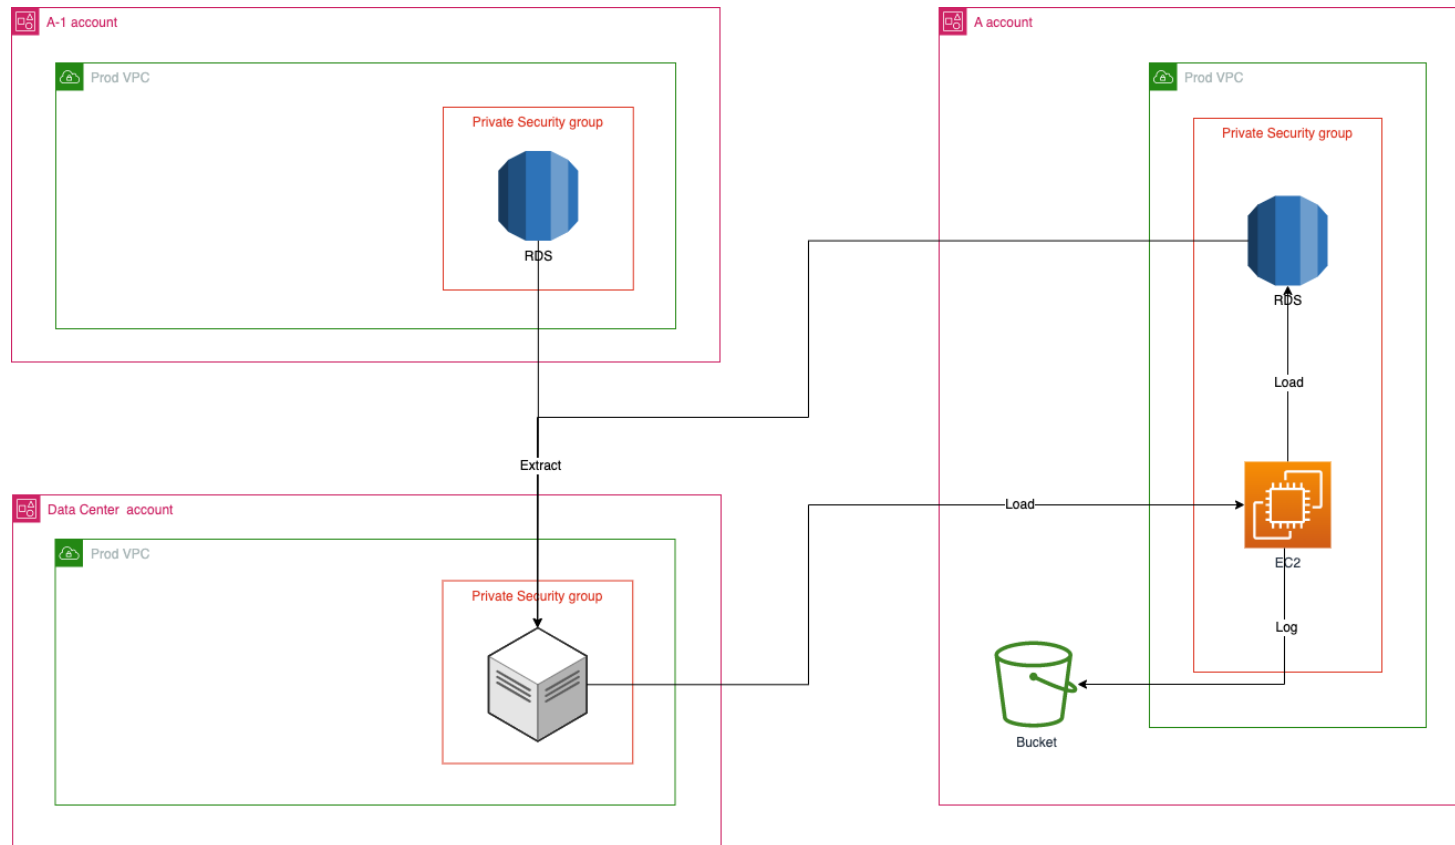 A-1 account
Prod VPC
Private Security group
RDS
A account
Prod VPC
Private Security group
RDS
Load
Extract
Data Center  account
Prod VPC
Private Security group
Load
EC2
Log
Bucket